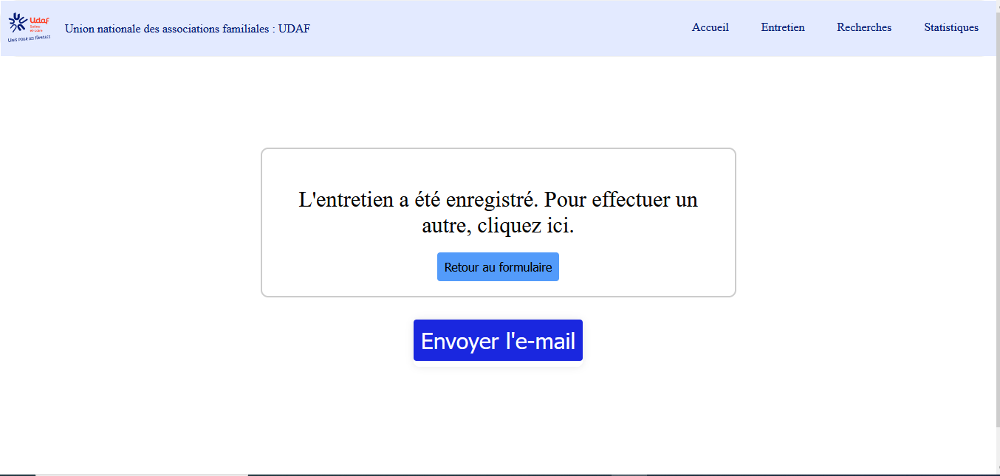 Udaf
Saône-
et-Loire
UNIS POUR LES FAMILLES
Union nationale des associations familiales : UDAF
Accueil
Entretien
Recherches
Statistiques
L'entretien a été enregistré. Pour effectuer un
autre, cliquez ici.
Retour au formulaire
Envoyer l'e-mail